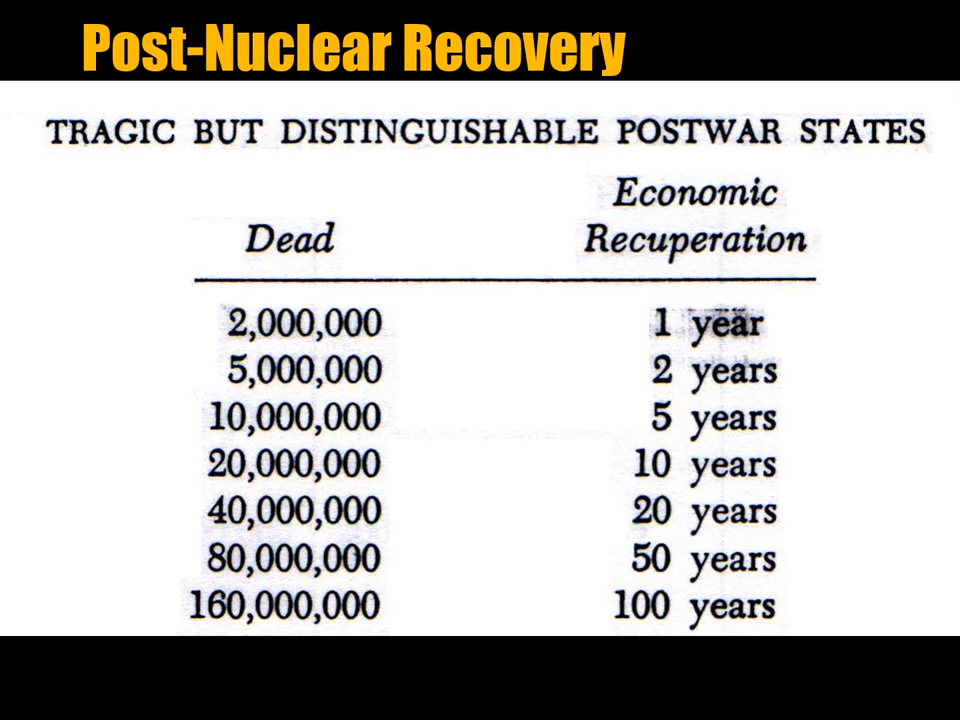 Post-Nuclear Recovery
TRAGIC BUT DISTINGUISHABLE POSTWAR STATES
Economic
Dead Recuperation
2,000,000 1 year
5,000,000 2 years
10,000,000 5 years
20,000,000 10 years
40,000,000 20 years
80,000,000 50 years
160,000,000 100 years